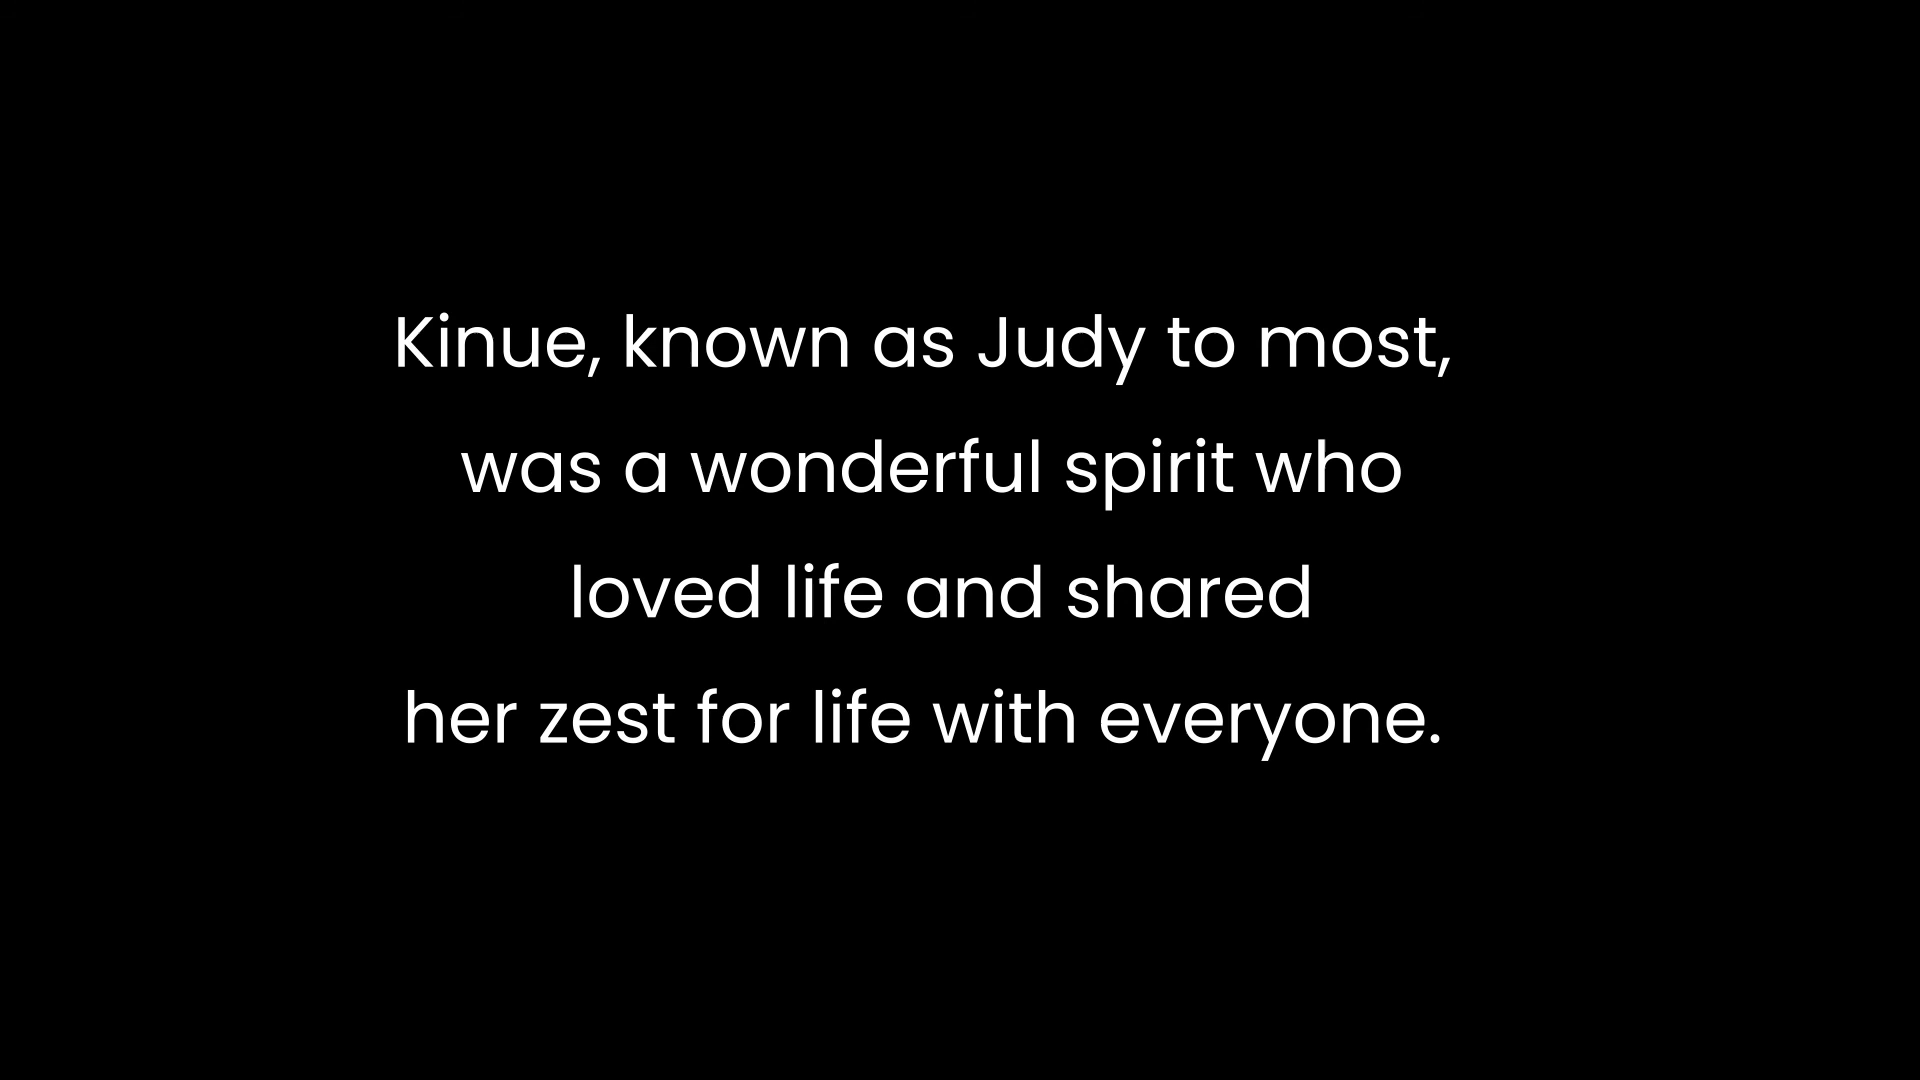 Kinue, known as Judy to most,
was a wonderful spirit who
loved life and shared
her zest for life with everyone.